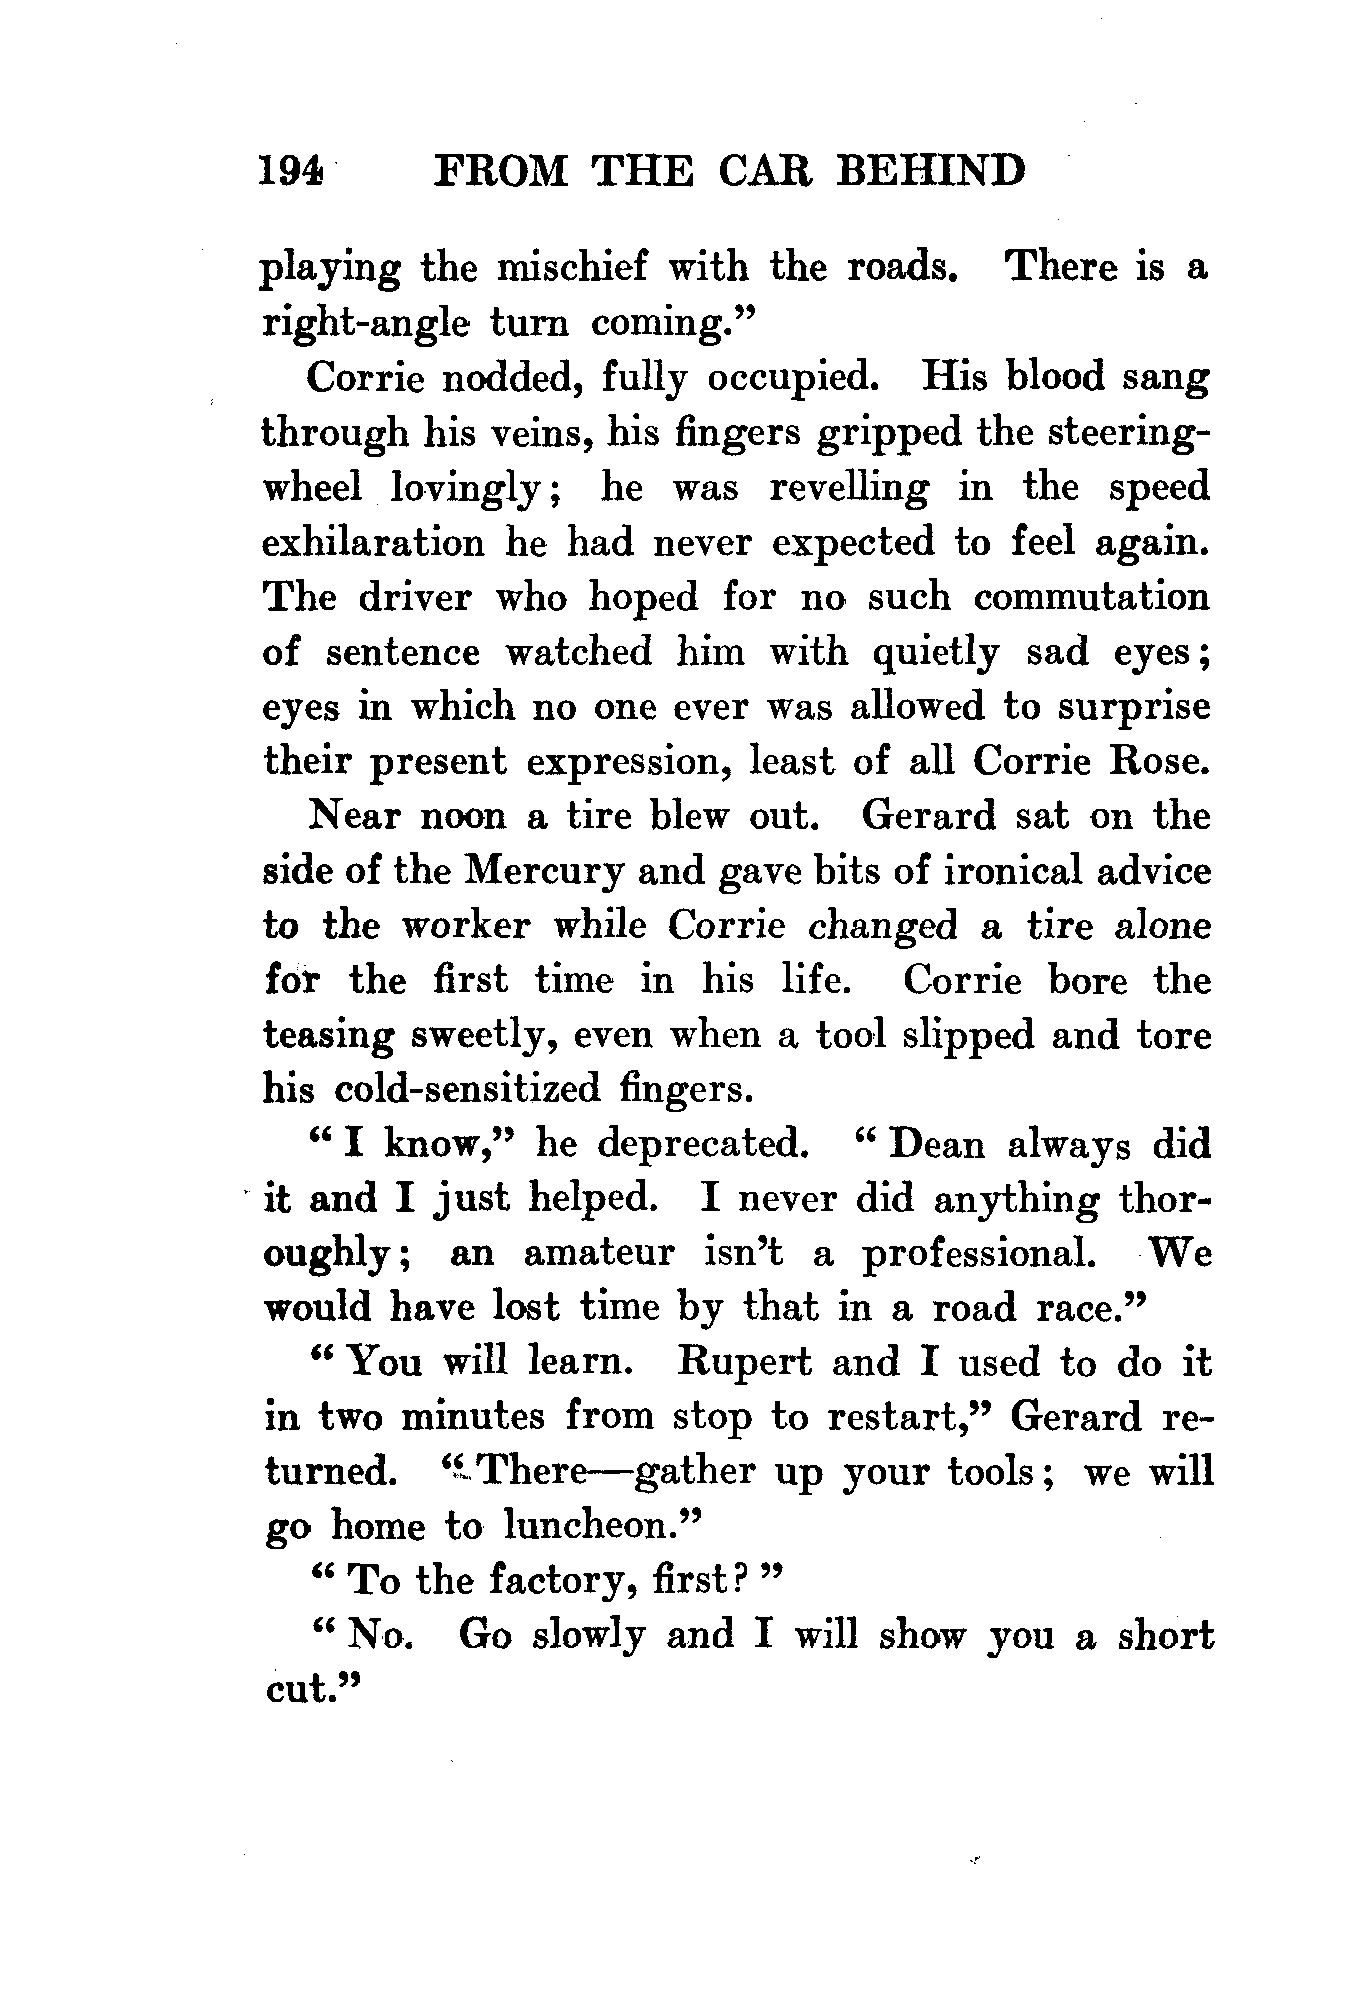 194 FROM THE CAR BEHIND
playing the mischief with the roads. There is a
right-angle turn coming.”
Corrie nodded, fully occupied. His blood sang
through his veins, his fingers gripped the steering-
wheel lovingly; he was revelling in the speed
exhilaration he had never expected to feel again.
The driver who hoped for no such commutation
of sentence watched him with quietly sad eyes;
eyes in which no one ever was allowed to surprise
their present expression, least of all Corrie Rose.
Near noon a tire blew out. Gerard sat on the
side of the Mercury and gave bits of ironical advice
to the worker while Corrie changed a tire alone
for the first time in his life. Corrie bore the
teasing sweetly, even when a tool slipped and tore
his cold-sensitized fingers.
“ I know,” he deprecated. “ Dean always did
it and I just helped. I never did anything thor-
oughly; an amateur isn’t a professional. We
would have lost time by that in a road race.”
“ You will learn. Rupert and I used to do it
in two minutes from stop to restart,” Gerard re-
turned. “ There—gather up your tools; we will
go home to luncheon.”
“ To the factory, first? ”
“ No. Go slowly and I will show you a short
cut.”